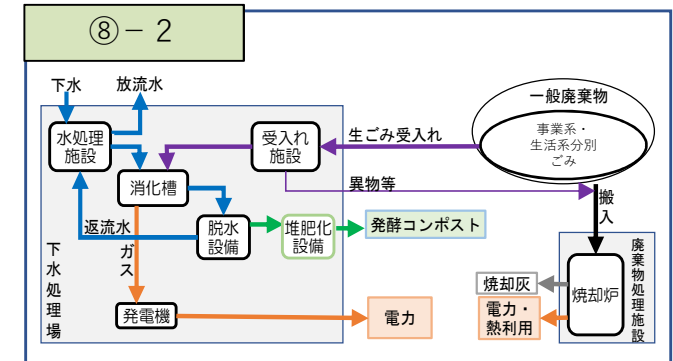 ⑧－２
下水
放流水
一般廃棄物
水処理
施設
受入れ
施設
生ごみ受入れ
事業系・
生活系分別
ごみ
消化槽
異物等
搬入
返流水
ガス
脱水
設備
堆肥化
設備
発酵コンポスト
下水処理場
廃棄物処理施設
焼却灰
焼却炉
発電機
電力
電力・
熱利用